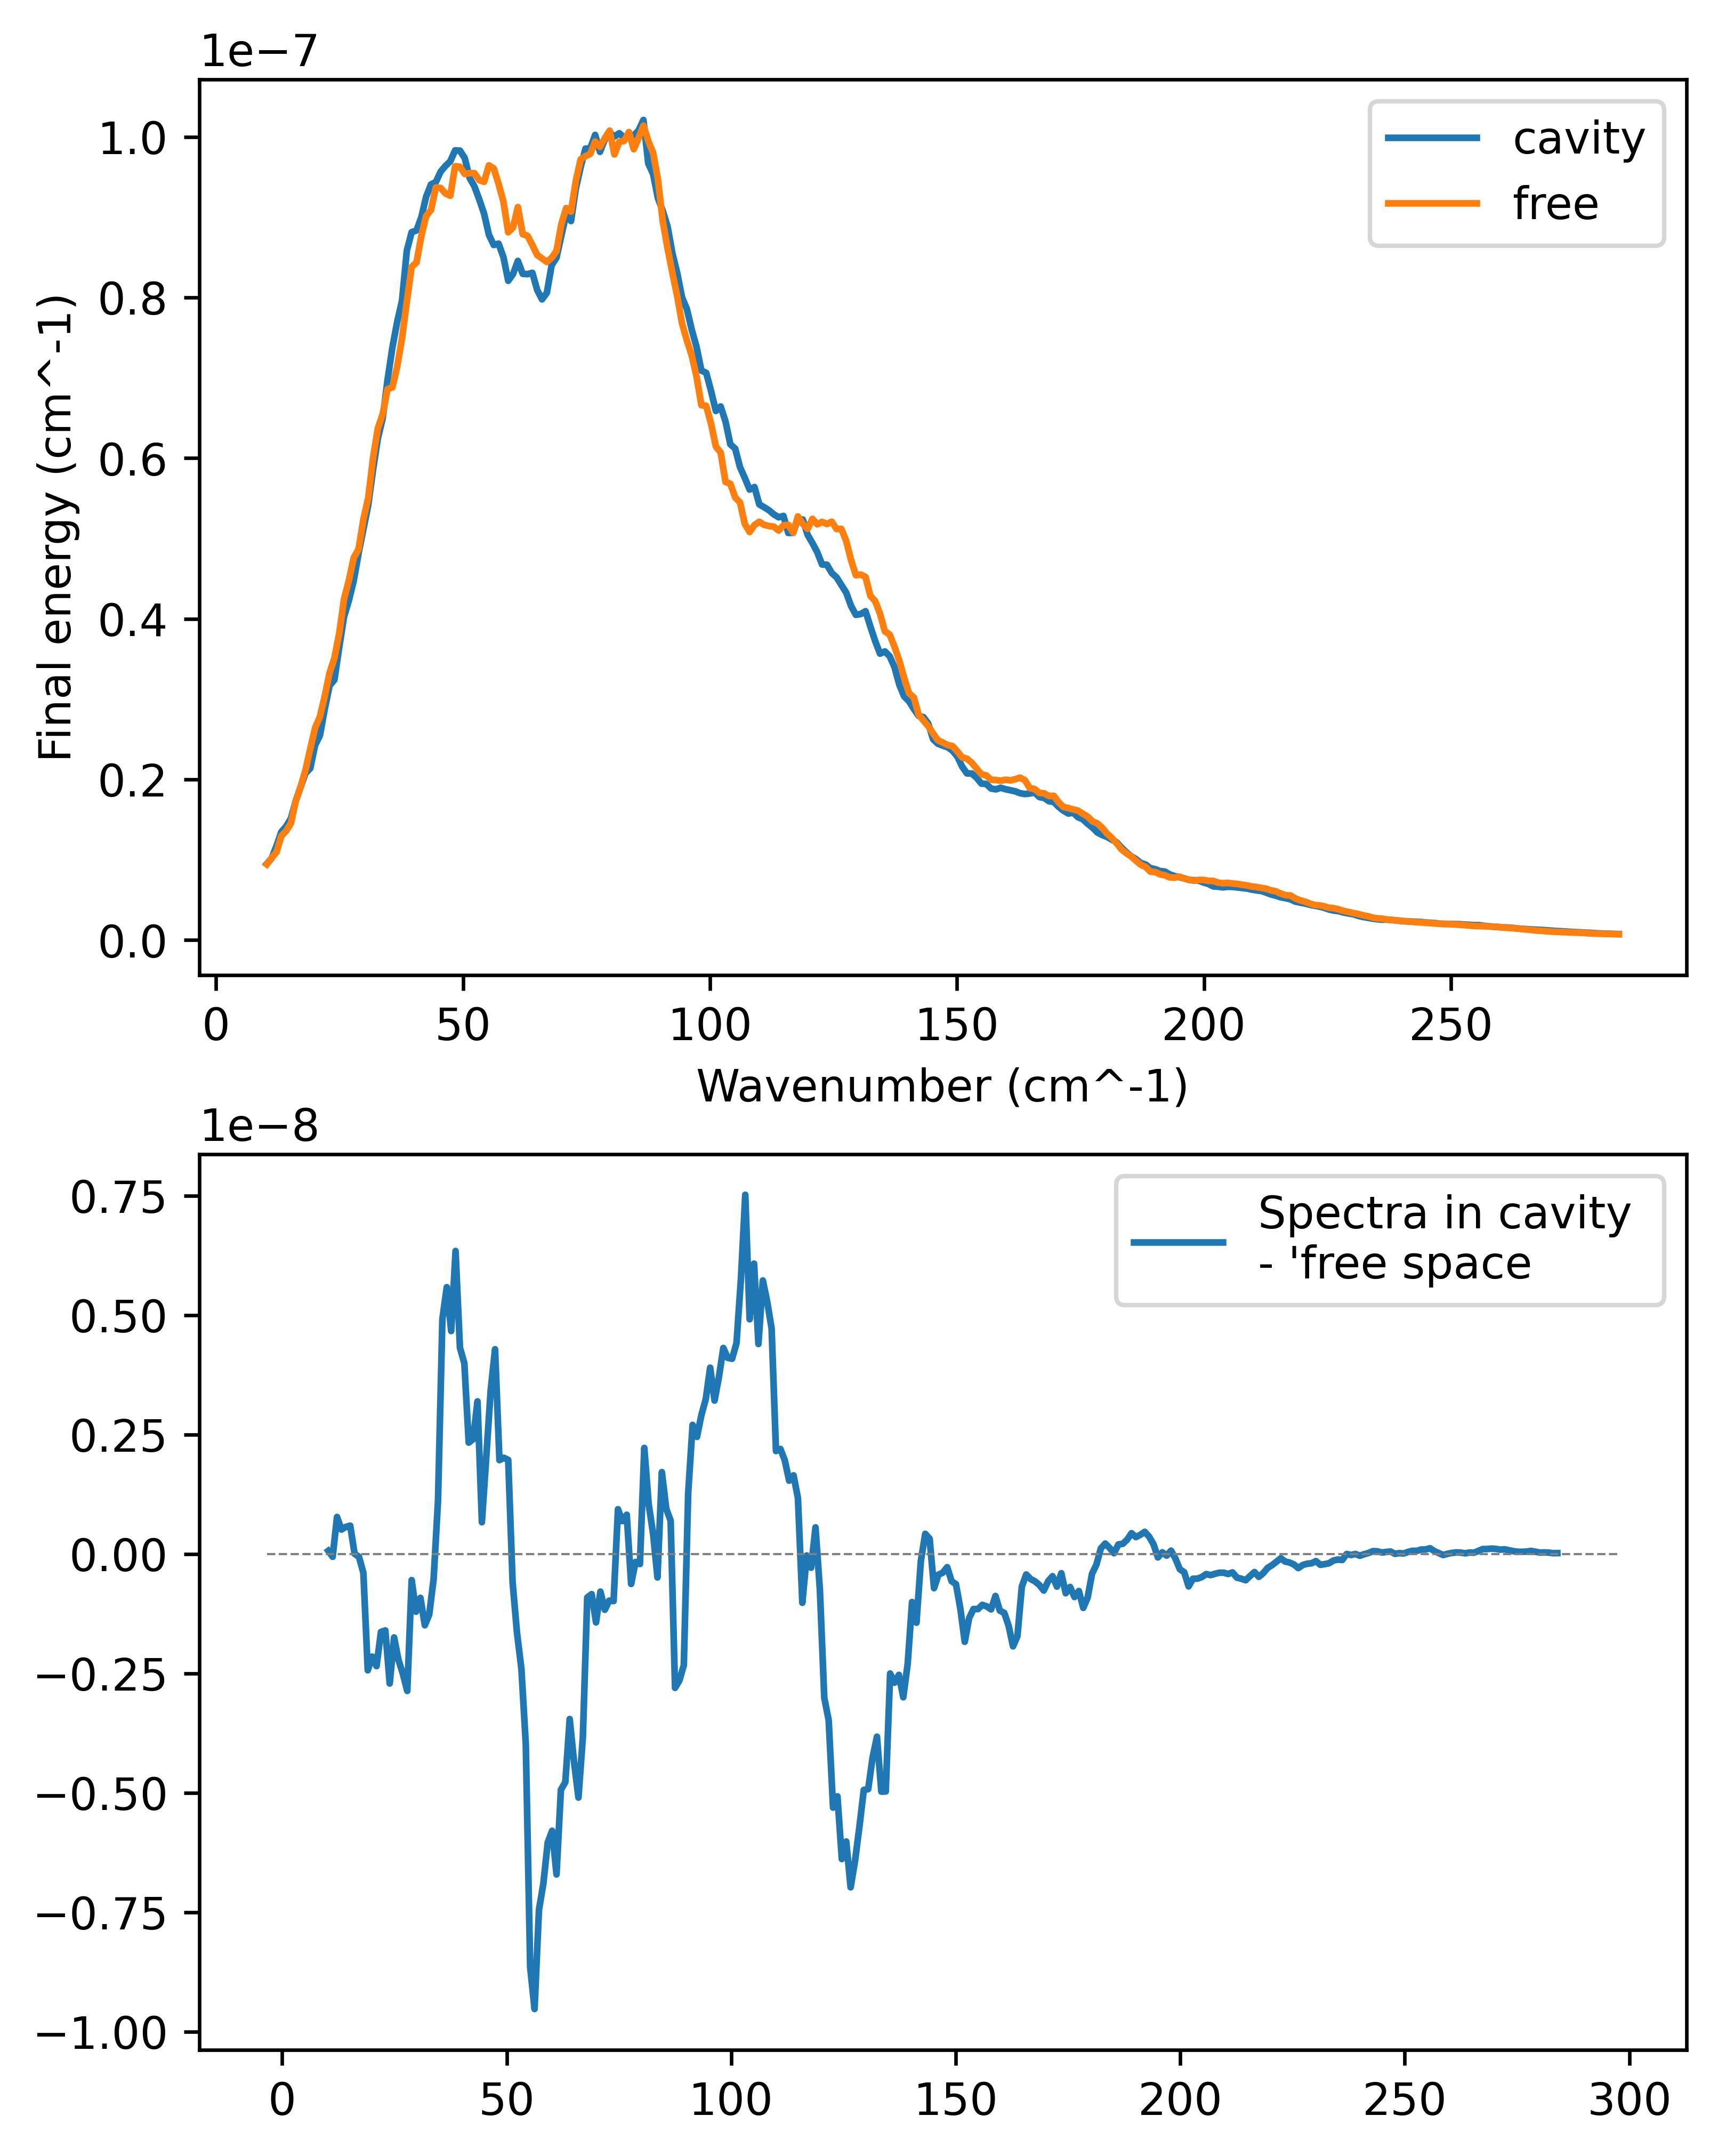 1e−7
1.0
0.8
0.6
0.4
0.2
0.0
Final energy (cm^-1)
cavity
free
0 50 100 150 200 250
Wavenumber (cm^-1)
1e−8
0.75
0.50
0.25
0.00
−0.25
−0.50
−0.75
−1.00
Spectra in cavity
- 'free space
0 50 100 150 200 250 300